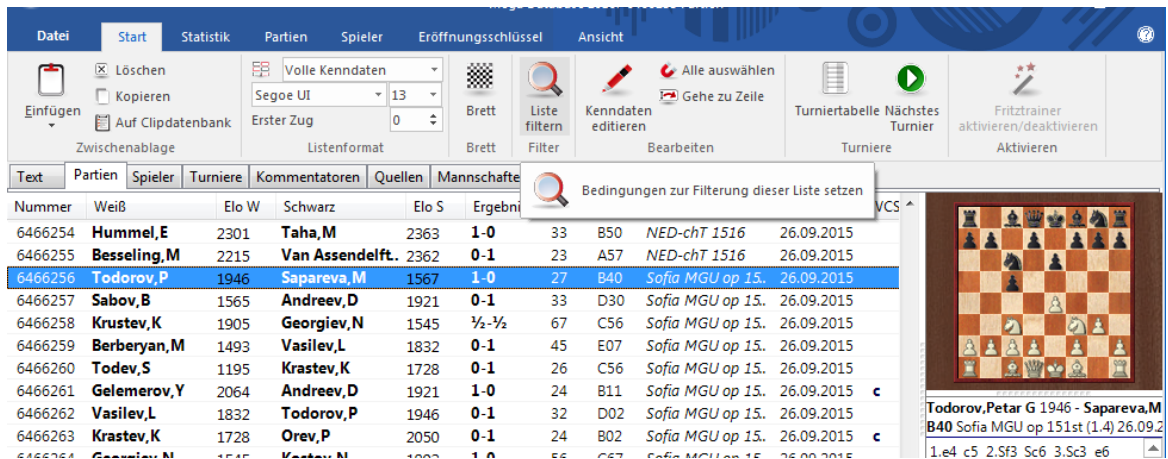 Datei Start Statistik Partien Spieler Eröffnungsschlüssel Ansicht
Einfügen
Löschen
Kopieren
Auf Clipdatenbank
Zwischenablage
Volle Kenndaten
Segoe UI 13
Erster Zug 0
Listenformat
Brett
Brett
Liste
filtern
Filter
Kenndaten
editieren
Alle auswählen
Gehe zu Zeile
Bearbeiten
Turniertabelle
Nächstes
Turnier
Turniere
Fritztrainer
aktivieren/deaktivieren
Aktivieren
Text Partien Spieler Turniere Kommentatoren Quellen Mannschafte
Bedingungen zur Filterung dieser Liste setzen
Nummer Weiß Elo W Schwarz Elo S Ergebni VCS
6466254 Hummel,E 2301 Taha,M 2363 1-0 33 B50 NED-chT 1516 26.09.2015
6466255 Besseling,M 2215 Van Assendelft.. 2362 0-1 23 A57 NED-chT 1516 26.09.2015
6466256 Todorov,P 1946 Sapareva,M 1567 1-0 27 B40 Sofia MGU op 15.. 26.09.2015
6466257 Sabov,B 1565 Andreev,D 1921 0-1 33 D30 Sofia MGU op 15.. 26.09.2015
6466258 Krustev,K 1905 Georgiev,N 1545 ½-½ 67 C56 Sofia MGU op 15.. 26.09.2015
6466259 Berberyan,M 1493 Vasilev,L 1832 0-1 45 E07 Sofia MGU op 15.. 26.09.2015
6466260 Todev,S 1195 Krastev,K 1728 0-1 26 C56 Sofia MGU op 15.. 26.09.2015
6466261 Gelemerov,Y 2064 Andreev,D 1921 1-0 24 B11 Sofia MGU op 15.. 26.09.2015 c
6466262 Vasilev,L 1832 Todorov,P 1946 0-1 32 D02 Sofia MGU op 15.. 26.09.2015
6466263 Krastev,K 1728 Orev,P 2050 0-1 24 B02 Sofia MGU op 15.. 26.09.2015 c
Todorov,Petar G 1946 - Sapareva,M
B40 Sofia MGU op 151st (1.4) 26.09.2
1.e4 c5 2.Sf3 Sc6 3.Sc3 e6